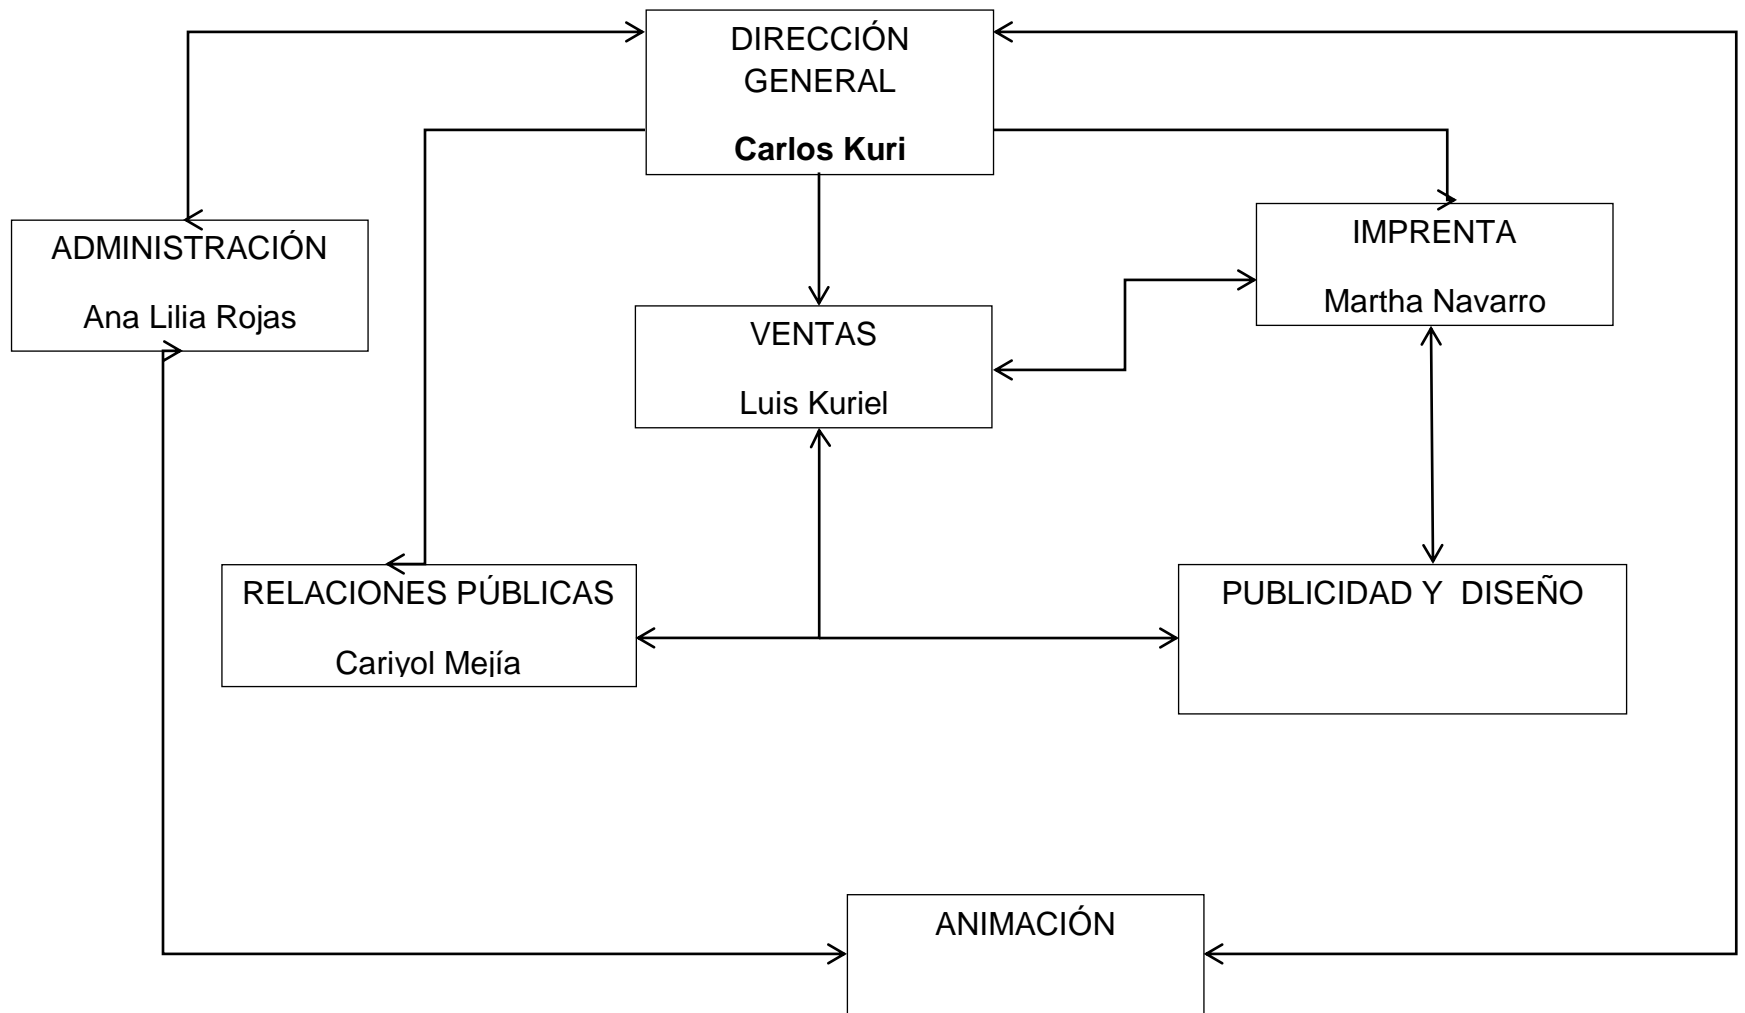 DIRECCIÓN
GENERAL
Carlos Kuri
ADMINISTRACIÓN
Ana Lilia Rojas
IMPRENTA
Martha Navarro
VENTAS
Luis Kuriel
RELACIONES PÚBLICAS
Cariyol Mejía
PUBLICIDAD Y DISEÑO
ANIMACIÓN